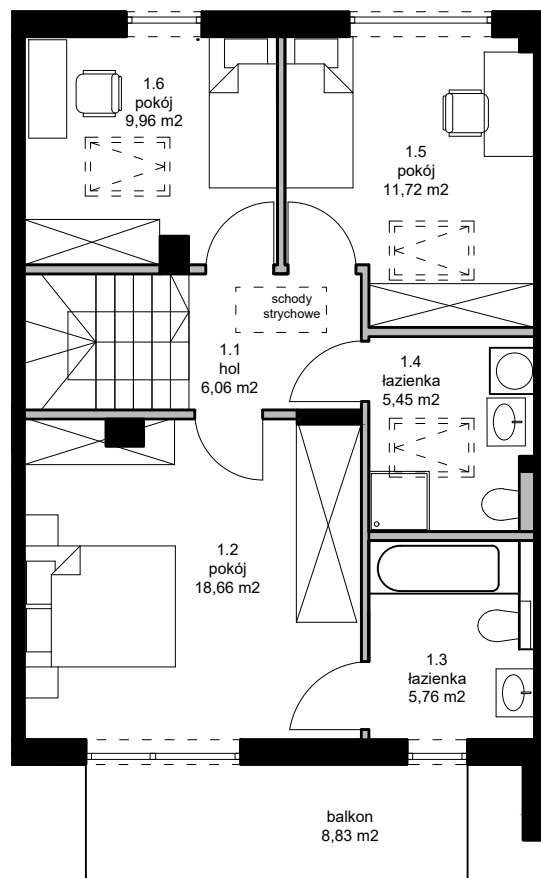 1.6
pokój
9,96 m2
1.5
pokój
11,72 m2
schody
strychowe
1.1
hol
6,06 m2
1.4
łazienka
5,45 m2
1.2
pokój
18,66 m2
1.3
łazienka
5,76 m2
balkon
8,83 m2